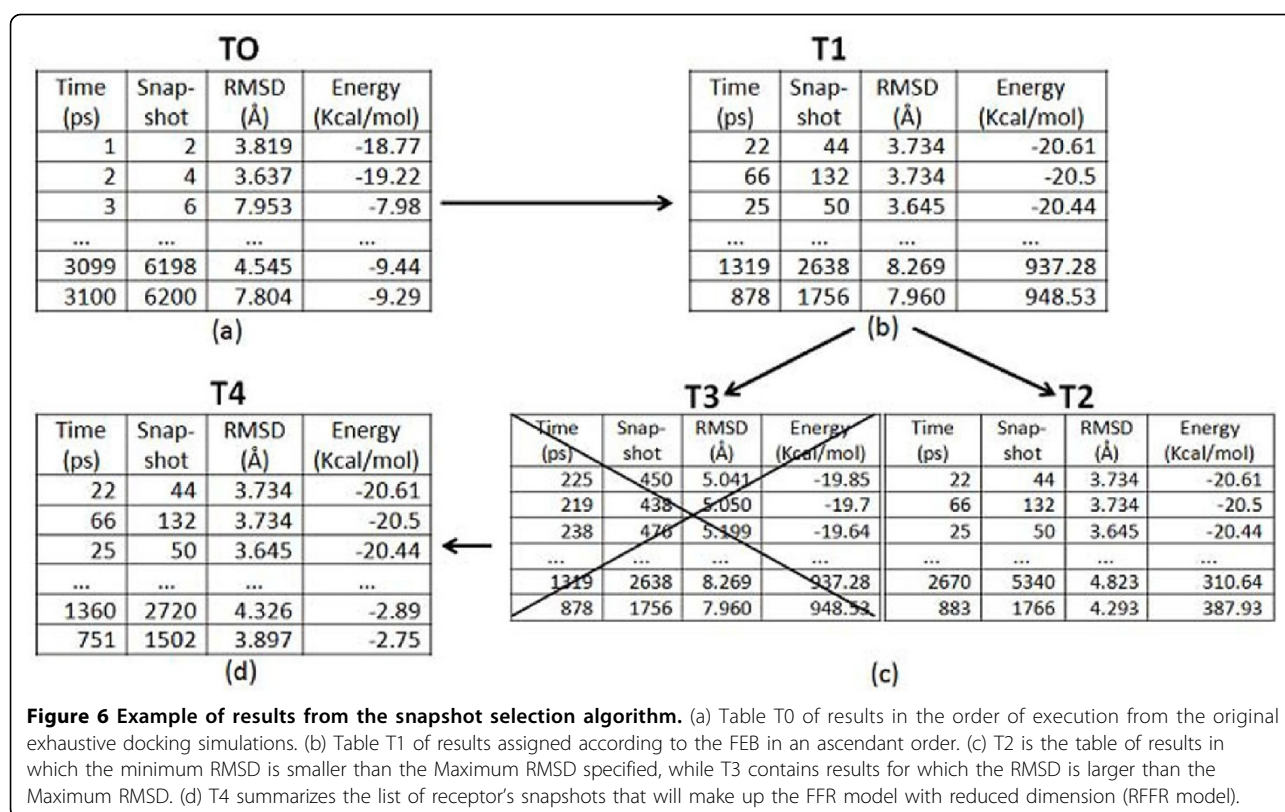 TO
Time Snap- RMSD Energy
(ps) shot (Å) (Kcal/mol)
1 2 3.819 -18.77
2 4 3.637 -19.22
3 6 7.953 -7.98
... ... ... ...
3099 6198 4.545 -9.44
3100 6200 7.804 -9.29
(a)
T1
Time Snap- RMSD Energy
(ps) shot (Å) (Kcal/mol)
22 44 3.734 -20.61
66 132 3.734 -20.5
25 50 3.645 -20.44
... ... ... ...
1319 2638 8.269 937.28
878 1756 7.960 948.53
(b)
T4
Time Snap- RMSD Energy
(ps) shot (Å) (Kcal/mol)
22 44 3.734 -20.61
66 132 3.734 -20.5
25 50 3.645 -20.44
... ... ... ...
1360 2720 4.326 -2.89
751 1502 3.897 -2.75
(d)
T3
Time Snap- RMSD Energy
(ps) shot (Å) (Kcal/mol)
225 450 5.041 -19.85
219 438 5.050 -19.7
238 476 5.199 -19.64
... ... ... ...
1319 2638 8.269 937.28
878 1756 7.960 948.53
T2
Time Snap- RMSD Energy
(ps) shot (Å) (Kcal/mol)
22 44 3.734 -20.61
66 132 3.734 -20.5
25 50 3.645 -20.44
... ... ... ...
2670 5340 4.823 310.64
883 1766 4.293 387.93
(c)
Figure 6 Example of results from the snapshot selection algorithm. (a) Table T0 of results in the order of execution from the original
exhaustive docking simulations. (b) Table T1 of results assigned according to the FEB in an ascendant order. (c) T2 is the table of results in
which the minimum RMSD is smaller than the Maximum RMSD specified, while T3 contains results for which the RMSD is larger than the
Maximum RMSD. (d) T4 summarizes the list of receptor's snapshots that will make up the FFR model with reduced dimension (RFFR model).